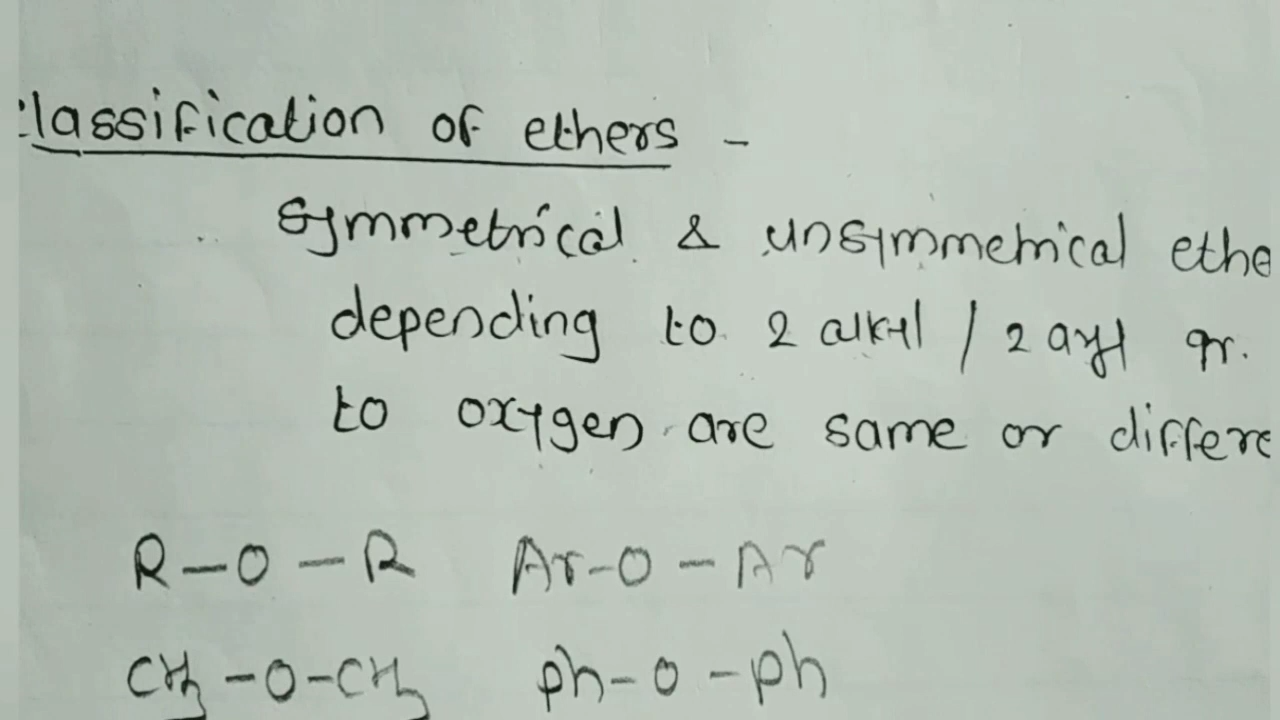 classification of ethers -
symmetrical & unsymmetrical ethe
depending to 2 alkyl / 2 aryl gr.
to oxygen are same or differe
R-O-R Ar-O-Ar
CH3-O-CH3 ph-O-ph